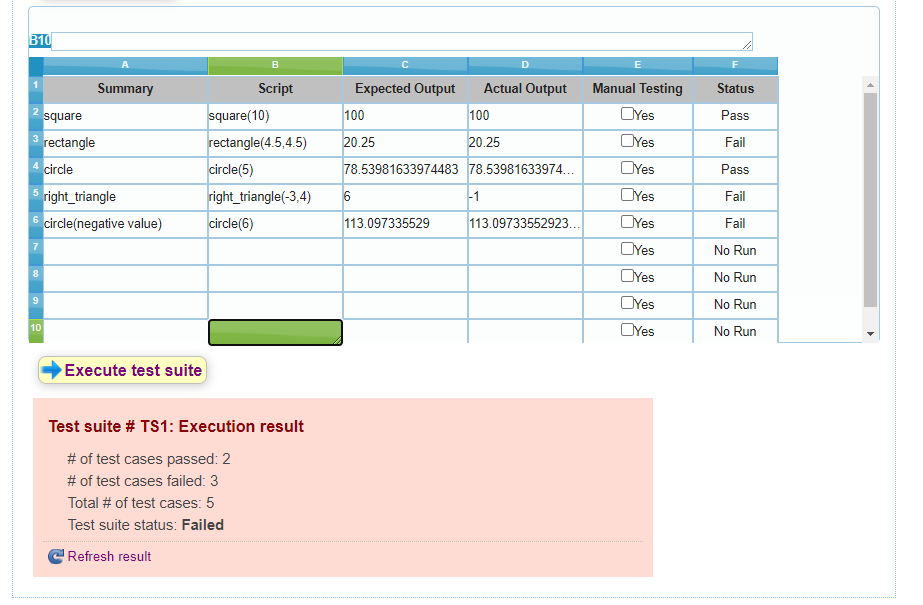 B10
A B C D E F
1 Summary Script Expected Output Actual Output Manual Testing Status
2 square square(10) 100 100 Yes Pass
3 rectangle rectangle(4.5,4.5) 20.25 20.25 Yes Fail
4 circle circle(5) 78.53981633974483 78.53981633974... Yes Pass
5 right_triangle right_triangle(-3,4) 6 -1 Yes Fail
6 circle(negative value) circle(6) 113.097335529 113.09733552923... Yes Fail
7 Yes No Run
8 Yes No Run
9 Yes No Run
10 Yes No Run
Execute test suite
Test suite # TS1: Execution result
# of test cases passed: 2
# of test cases failed: 3
Total # of test cases: 5
Test suite status: Failed
Refresh result